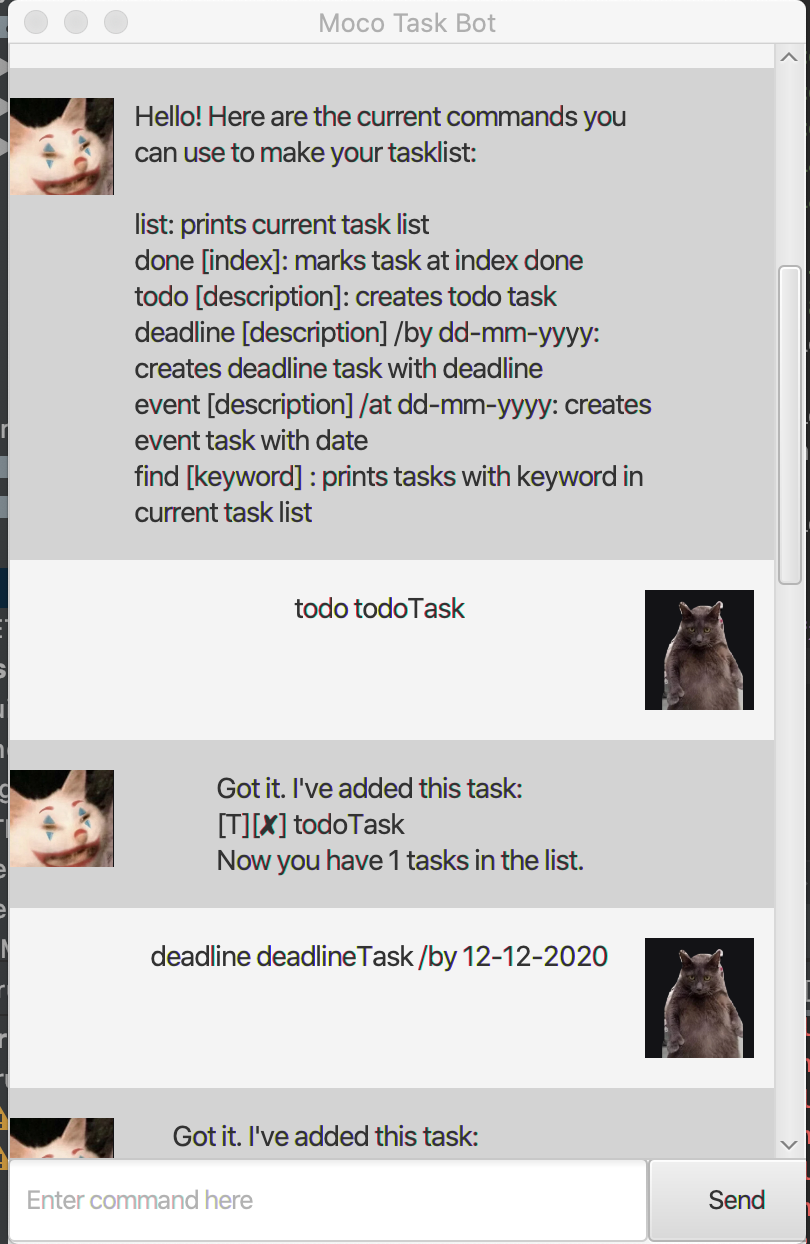 Moco Task Bot
Hello! Here are the current commands you
can use to make your tasklist:
list: prints current task list
done [index]: marks task at index done
todo [description]: creates todo task
deadline [description] /by dd-mm-yyyy:
creates deadline task with deadline
event [description] /at dd-mm-yyyy: creates
event task with date
find [keyword] : prints tasks with keyword in
current task list
todo todoTask
Got it. I've added this task:
[T][✘] todoTask
Now you have 1 tasks in the list.
deadline deadlineTask /by 12-12-2020
Got it. I've added this task:
Enter command here
Send